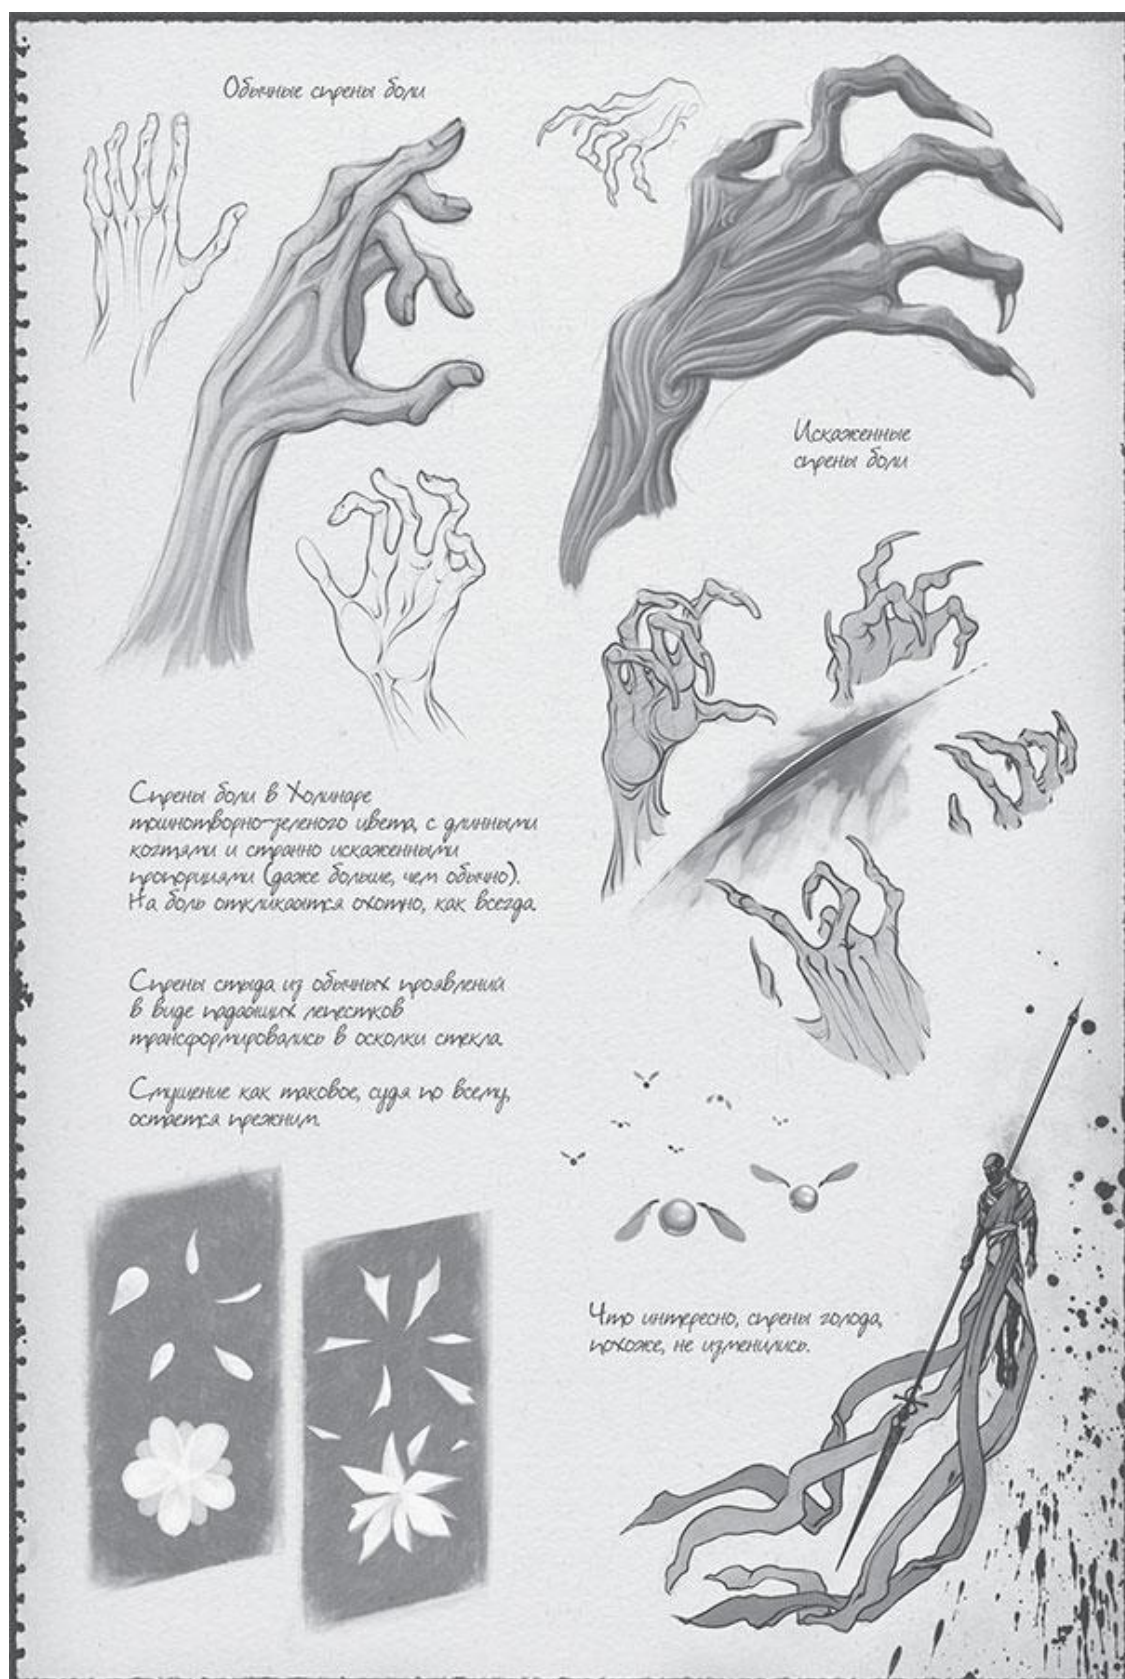 Обычные спрены боли
Искаженные
спрены боли
Спрены боли в Холинаре
тошнотворно-зеленого цвета, с длинными
когтями и странно искаженными
пропорциями (даже больше, чем обычно).
На боль откликаются охотно, как всегда.
Спрены стыда из обычных проявлений
в виде падающих лепестков
трансформировались в осколки стекла.
Смущение как таковое, судя по всему,
остается прежним.
Что интересно, спрены голода,
похоже, не изменились.